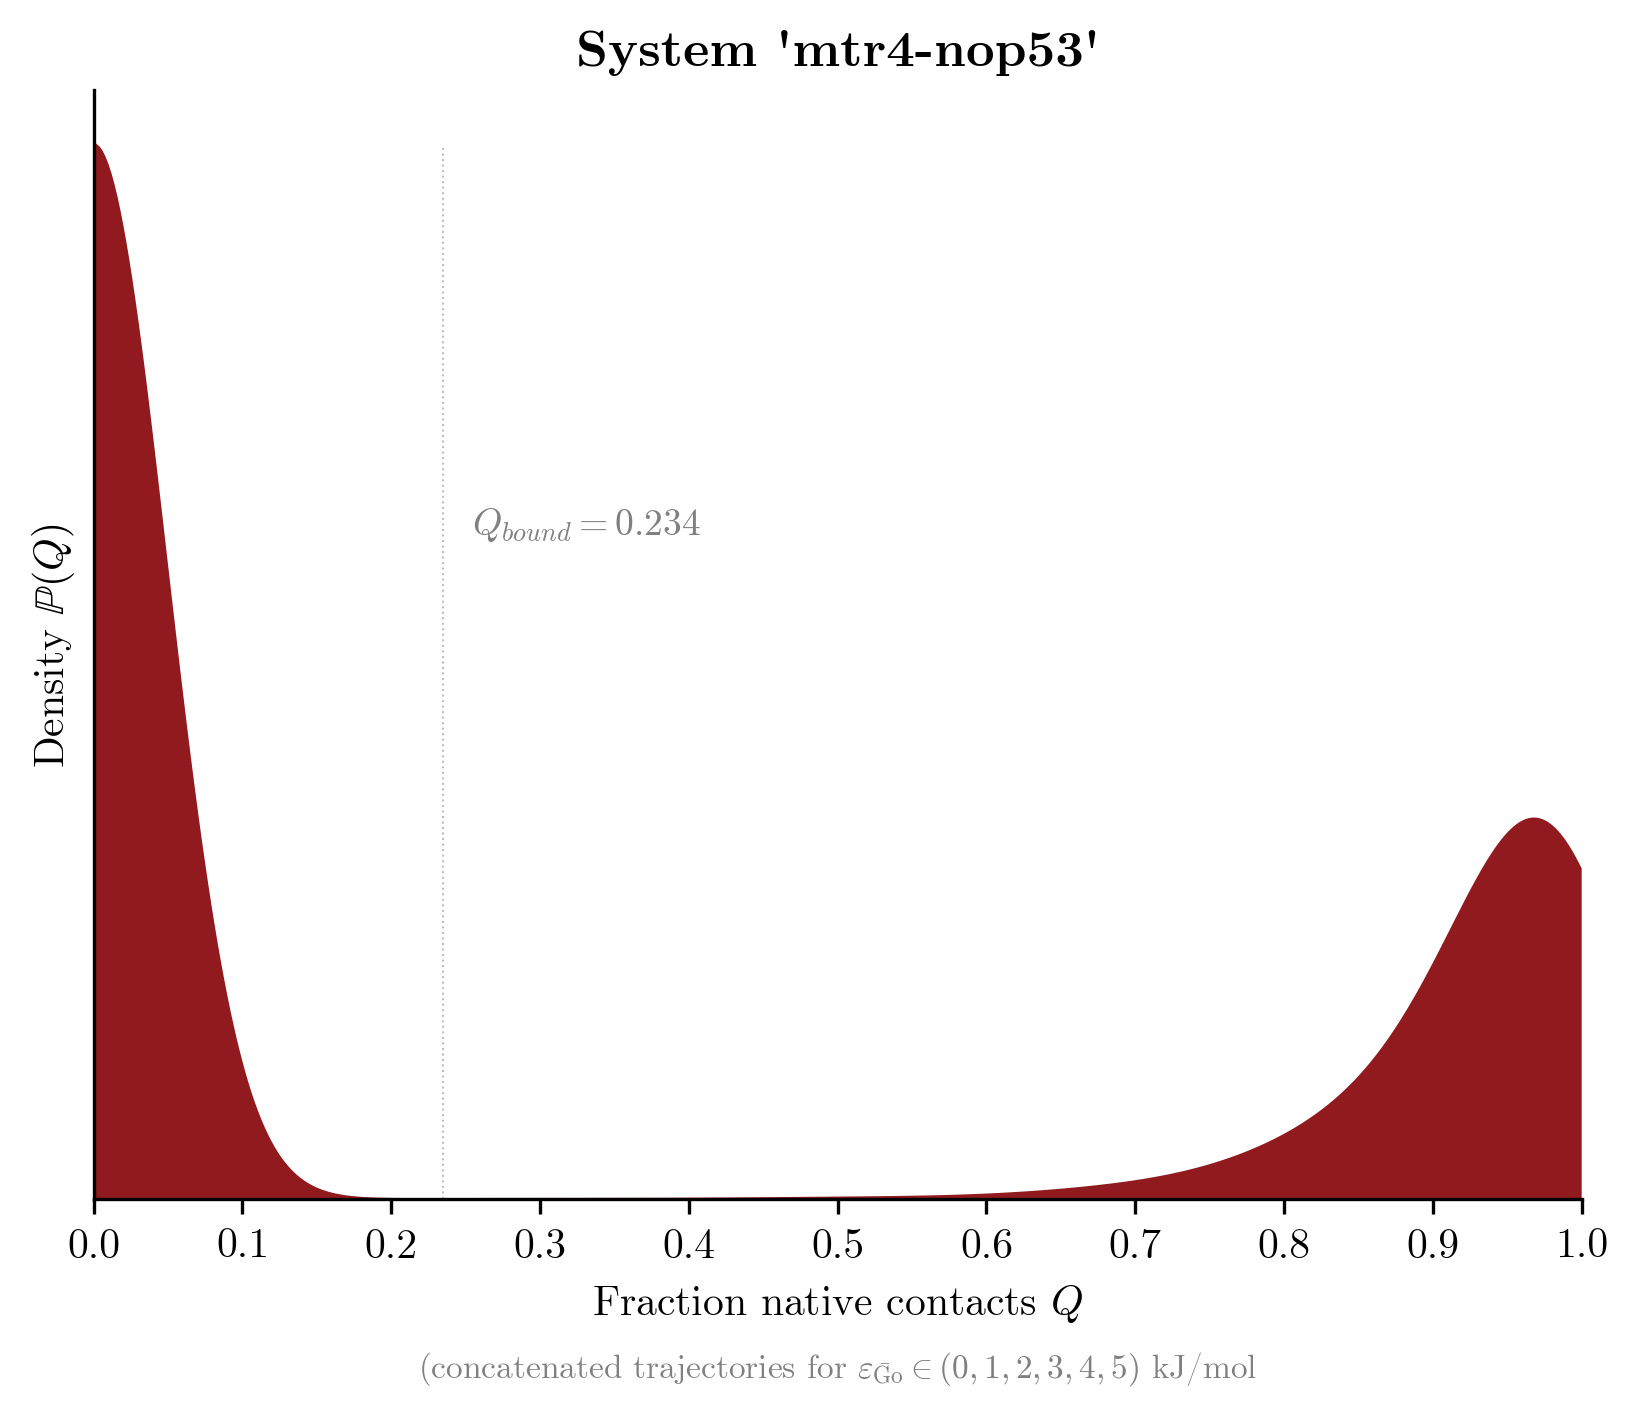 System 'mtr4-nop53'
Density ℙ(Q)
Q_bound = 0.234
0.0 0.1 0.2 0.3 0.4 0.5 0.6 0.7 0.8 0.9 1.0
Fraction native contacts Q
(concatenated trajectories for ε_Ḡo ∈ (0, 1, 2, 3, 4, 5) kJ/mol